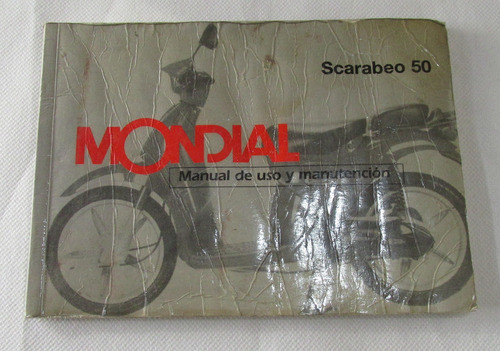 Scarabeo 50
MONDIAL
Manual de uso y manutención